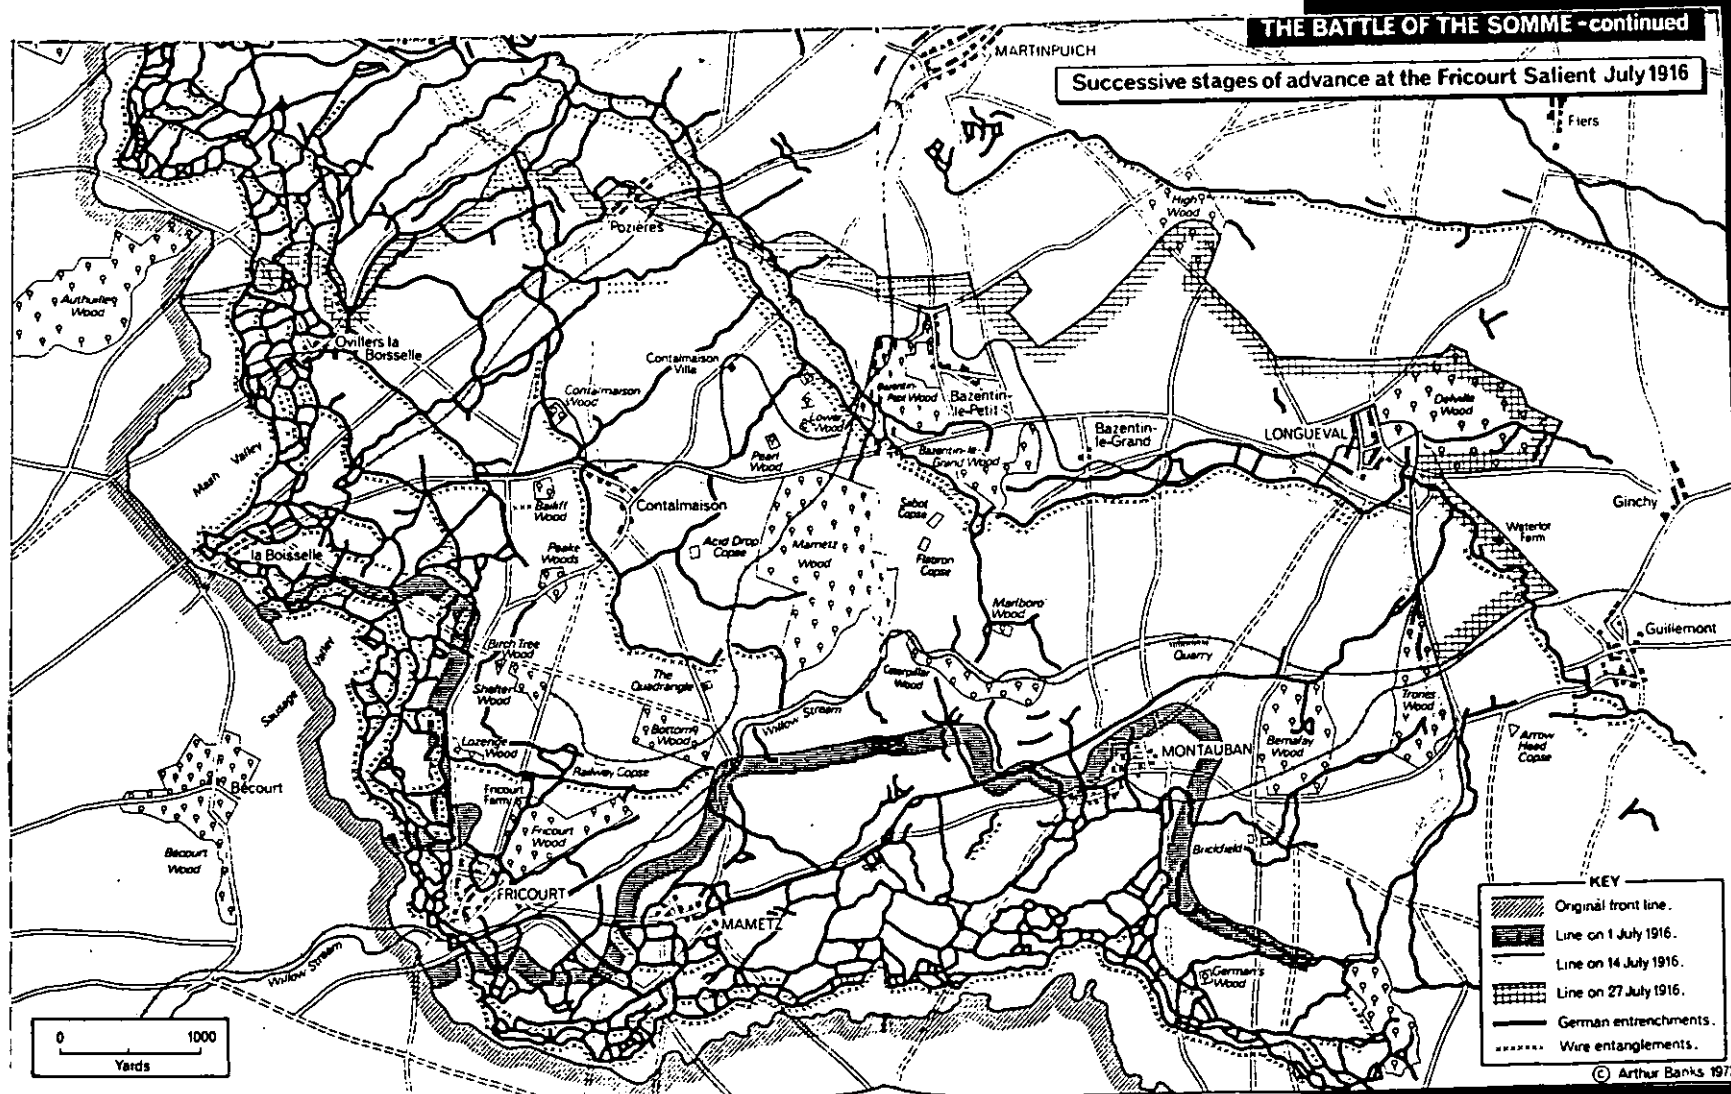 THE BATTLE OF THE SOMME - continued
Successive stages of advance at the Fricourt Salient July 1916
MARTINPUICH
Flers
High
Wood
Pozières
Authuille
Wood
Ovillers la
Boisselle
Contalmaison
Villa
Contalmaison
Wood
Lower
Wood
Pearl
Wood
Bazentin-
Petit Wood
Bazentin-
le-Petit
Bazentin-le-
Grand Wood
Bazentin-
le-Grand
LONGUEVAL
Delville
Wood
Ginchy
Waterlot
Farm
Mash Valley
Bailiff
Wood
Contalmaison
Acid Drop
Copse
Mametz
Wood
Sabot
Copse
Flatiron
Copse
la Boisselle
Peake
Woods
Marlboro'
Wood
Guillemont
Quarry
Birch Tree
Wood
Shelter
Wood
The
Quadrangle
Caterpillar
Wood
Trones
Wood
Sausage Valley
Willow Stream
Bottom
Wood
Lozenge
Wood
Railway Copse
MONTAUBAN
Bernafay
Wood
Arrow
Head
Copse
Bécourt
Fricourt
Farm
Fricourt
Wood
Bécourt
Wood
Brickfield
FRICOURT
MAMETZ
Willow Stream
German's
Wood
KEY
Original front line.
Line on 1 July 1916.
Line on 14 July 1916.
Line on 27 July 1916.
German entrenchments.
Wire entanglements.
0 1000
Yards
© Arthur Banks